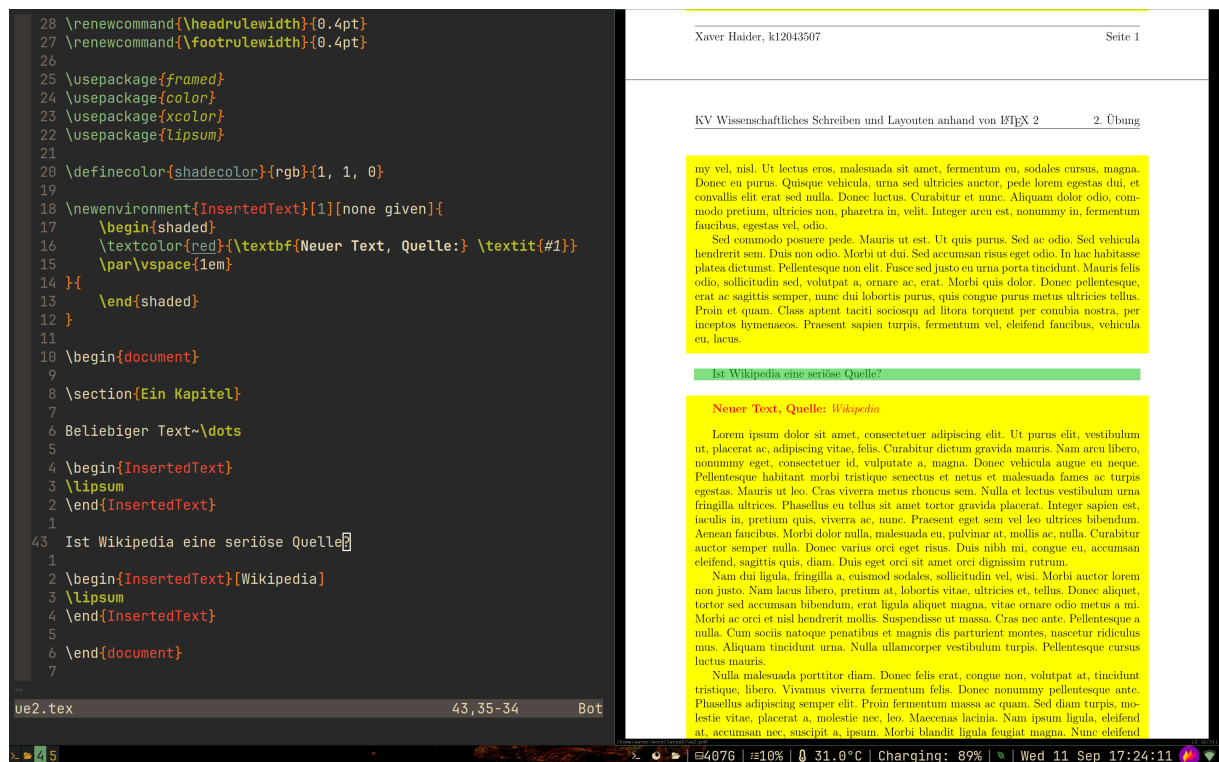 28 \renewcommand{\headrulewidth}{0.4pt}
27 \renewcommand{\footrulewidth}{0.4pt}
26
25 \usepackage{framed}
24 \usepackage{color}
23 \usepackage{xcolor}
22 \usepackage{lipsum}
21
20 \definecolor{shadecolor}{rgb}{1, 1, 0}
19
18 \newenvironment{InsertedText}[1][none given]{
17 \begin{shaded}
16 \textcolor{red}{\textbf{Neuer Text, Quelle:} \textit{#1}}
15 \par\vspace{1em}
14 }{
13 \end{shaded}
12 }
11
10 \begin{document}
9
8 \section{Ein Kapitel}
7
6 Beliebiger Text~\dots
5
4 \begin{InsertedText}
3 \lipsum
2 \end{InsertedText}
1
43 Ist Wikipedia eine seriöse Quelle?
1
2 \begin{InsertedText}[Wikipedia]
3 \lipsum
4 \end{InsertedText}
5
6 \end{document}
7
~
ue2.tex 43,35-34 Bot
Xaver Haider, k12043507 Seite 1
KV Wissenschaftliches Schreiben und Layouten anhand von LATEX 2 2. Übung
my vel, nisl. Ut lectus eros, malesuada sit amet, fermentum eu, sodales cursus, magna.
Donec eu purus. Quisque vehicula, urna sed ultricies auctor, pede lorem egestas dui, et
convallis elit erat sed nulla. Donec luctus. Curabitur et nunc. Aliquam dolor odio, com-
modo pretium, ultricies non, pharetra in, velit. Integer arcu est, nonummy in, fermentum
faucibus, egestas vel, odio.
Sed commodo posuere pede. Mauris ut est. Ut quis purus. Sed ac odio. Sed vehicula
hendrerit sem. Duis non odio. Morbi ut dui. Sed accumsan risus eget odio. In hac habitasse
platea dictumst. Pellentesque non elit. Fusce sed justo eu urna porta tincidunt. Mauris felis
odio, sollicitudin sed, volutpat a, ornare ac, erat. Morbi quis dolor. Donec pellentesque,
erat ac sagittis semper, nunc dui lobortis purus, quis congue purus metus ultricies tellus.
Proin et quam. Class aptent taciti sociosqu ad litora torquent per conubia nostra, per
inceptos hymenaeos. Praesent sapien turpis, fermentum vel, eleifend faucibus, vehicula
eu, lacus.
Ist Wikipedia eine seriöse Quelle?
Neuer Text, Quelle: Wikipedia
Lorem ipsum dolor sit amet, consectetuer adipiscing elit. Ut purus elit, vestibulum
ut, placerat ac, adipiscing vitae, felis. Curabitur dictum gravida mauris. Nam arcu libero,
nonummy eget, consectetuer id, vulputate a, magna. Donec vehicula augue eu neque.
Pellentesque habitant morbi tristique senectus et netus et malesuada fames ac turpis
egestas. Mauris ut leo. Cras viverra metus rhoncus sem. Nulla et lectus vestibulum urna
fringilla ultrices. Phasellus eu tellus sit amet tortor gravida placerat. Integer sapien est,
iaculis in, pretium quis, viverra ac, nunc. Praesent eget sem vel leo ultrices bibendum.
Aenean faucibus. Morbi dolor nulla, malesuada eu, pulvinar at, mollis ac, nulla. Curabitur
auctor semper nulla. Donec varius orci eget risus. Duis nibh mi, congue eu, accumsan
eleifend, sagittis quis, diam. Duis eget orci sit amet orci dignissim rutrum.
Nam dui ligula, fringilla a, euismod sodales, sollicitudin vel, wisi. Morbi auctor lorem
non justo. Nam lacus libero, pretium at, lobortis vitae, ultricies et, tellus. Donec aliquet,
tortor sed accumsan bibendum, erat ligula aliquet magna, vitae ornare odio metus a mi.
Morbi ac orci et nisl hendrerit mollis. Suspendisse ut massa. Cras nec ante. Pellentesque a
nulla. Cum sociis natoque penatibus et magnis dis parturient montes, nascetur ridiculus
mus. Aliquam tincidunt urna. Nulla ullamcorper vestibulum turpis. Pellentesque cursus
luctus mauris.
Nulla malesuada porttitor diam. Donec felis erat, congue non, volutpat at, tincidunt
tristique, libero. Vivamus viverra fermentum felis. Donec nonummy pellentesque ante.
Phasellus adipiscing semper elit. Proin fermentum massa ac quam. Sed diam turpis, mo-
lestie vitae, placerat a, molestie nec, leo. Maecenas lacinia. Nam ipsum ligula, eleifend
at, accumsan nec, suscipit a, ipsum. Morbi blandit ligula feugiat magna. Nunc eleifend
4 5 407G | 10% | 31.0°C | Charging: 89% | Wed 11 Sep 17:24:11